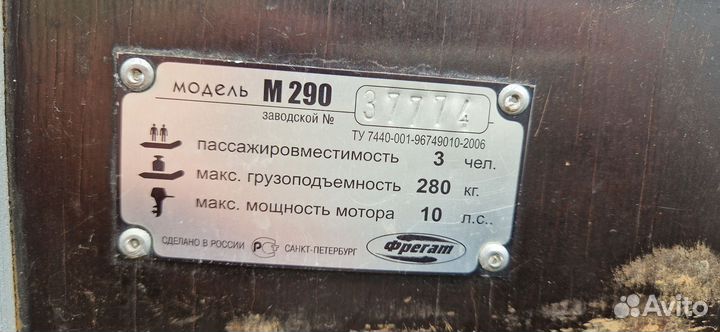 модель М 290
заводской № 37774
ТУ 7440-001-96749010-2006
пассажировместимость 3 чел.
макс. грузоподъемность 280 кг.
макс. мощность мотора 10 л.с..
СДЕЛАНО В РОССИИ РСТ САНКТ-ПЕТЕРБУРГ Фрегат
Avito